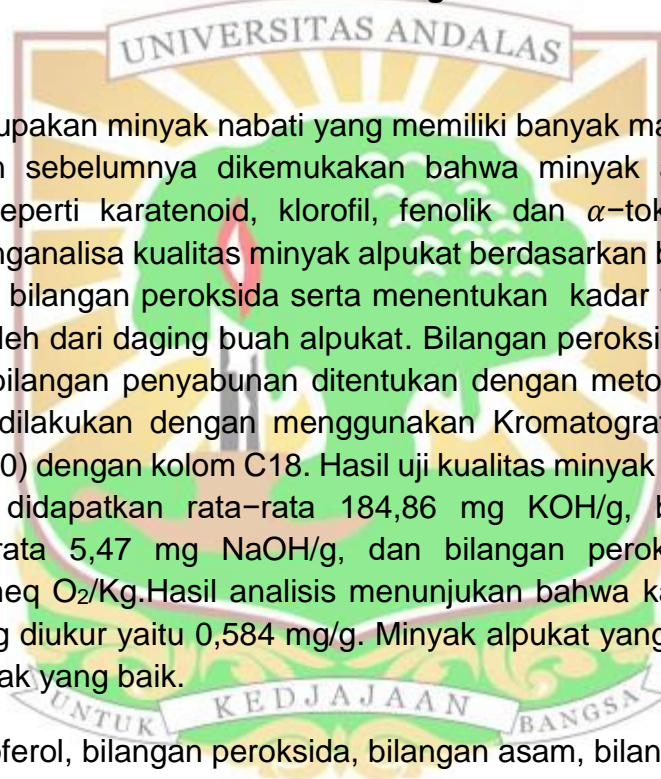 UNIVERSITAS ANDALAS
upakan minyak nabati yang memiliki banyak ma
sebelumnya dikemukakan bahwa minyak
eperti karatenoid, klorofil, fenolik dan α−tok
nganalisa kualitas minyak alpukat berdasarkan b
bilangan peroksida serta menentukan kadar
leh dari daging buah alpukat. Bilangan peroksi
bilangan penyabunan ditentukan dengan meto
dilakukan dengan menggunakan Kromatograf
0) dengan kolom C18. Hasil uji kualitas minyak
didapatkan rata−rata 184,86 mg KOH/g, b
rata 5,47 mg NaOH/g, dan bilangan perok
neq O₂/Kg.Hasil analisis menunjukan bahwa ka
g diukur yaitu 0,584 mg/g. Minyak alpukat yang
ak yang baik.
UNTUK KEDJAJAAN BANGSA
oferol, bilangan peroksida, bilangan asam, bilan